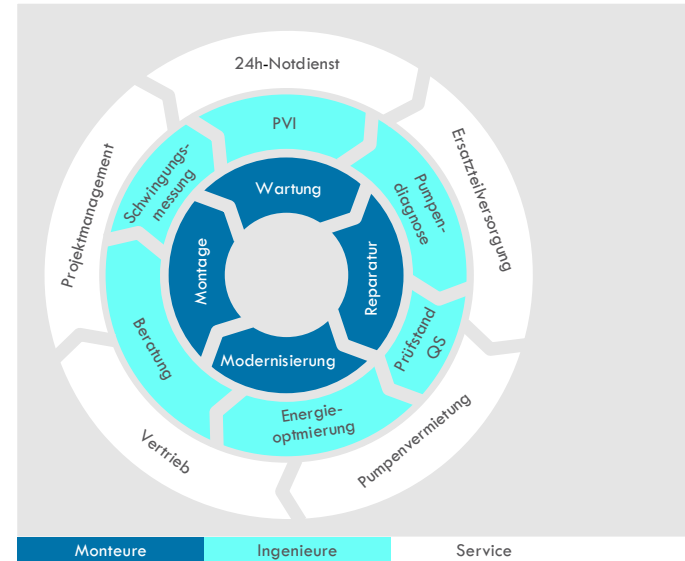 24h-Notdienst
PVI
Wartung
Schwingungs-
messung
Pumpen-
diagnose
Ersatzteilversorgung
Projektmanagement
Montage
Reparatur
Beratung
Modernisierung
Prüfstand
QS
Energie-
optmierung
Vertrieb
Pumpenvermietung
Monteure
Ingenieure
Service